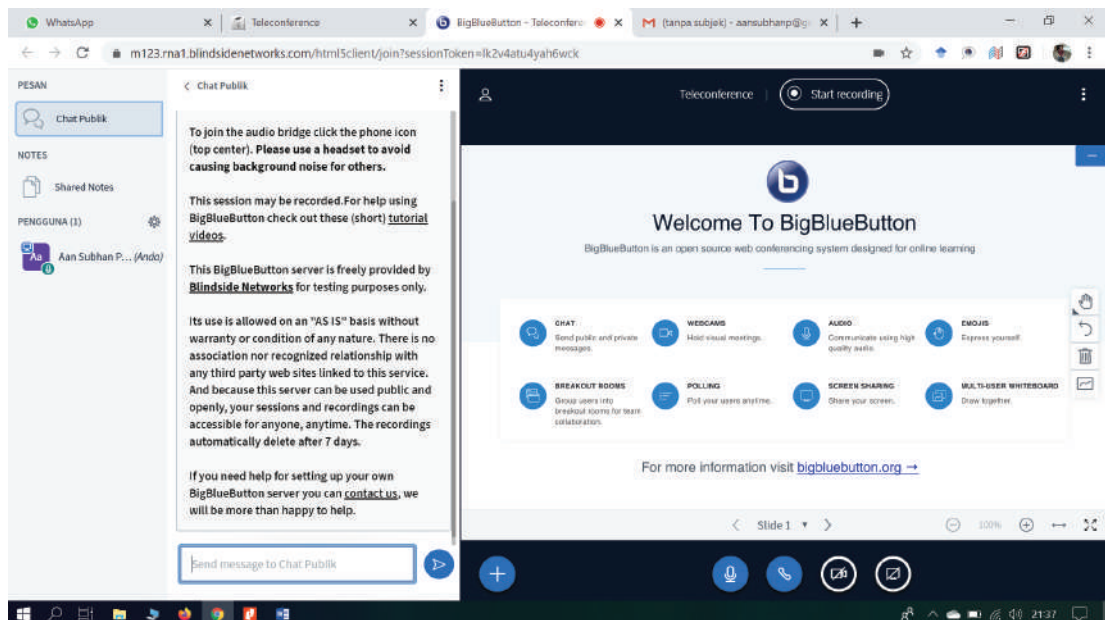 WhatsApp
Teleconference
BigBlueButton - Teleconfere
(tanpa subjek) - aansubhanp@g
m123.rna1.blindsidenetworks.com/html5client/join?sessionToken=lk2v4atu4yah6wck
PESAN
Chat Publik
NOTES
Shared Notes
PENGGUNA (1)
Aa
Aan Subhan P... (Anda)
Chat Publik
To join the audio bridge click the phone icon
(top center). Please use a headset to avoid
causing background noise for others.
This session may be recorded.For help using
BigBlueButton check out these (short) tutorial
videos.
This BigBlueButton server is freely provided by
Blindside Networks for testing purposes only.
Its use is allowed on an "AS IS" basis without
warranty or condition of any nature. There is no
association nor recognized relationship with
any third party web sites linked to this service.
And because this server can be used public and
openly, your sessions and recordings can be
accessible for anyone, anytime. The recordings
automatically delete after 7 days.
If you need help for setting up your own
BigBlueButton server you can contact us, we
will be more than happy to help.
Send message to Chat Publik
Teleconference
Start recording
Welcome To BigBlueButton
BigBlueButton is an open source web conferencing system designed for online learning
CHAT
Send public and private
messages.
WEBCAMS
Hold visual meetings.
AUDIO
Communicate using high
quality audio.
EMOJIS
Express yourself.
BREAKOUT ROOMS
Group users into
breakout rooms for team
collaboration.
POLLING
Poll your users anytime.
SCREEN SHARING
Share your screen.
MULTI-USER WHITEBOARD
Draw together.
For more information visit bigbluebutton.org →
Slide 1
100%
21:37